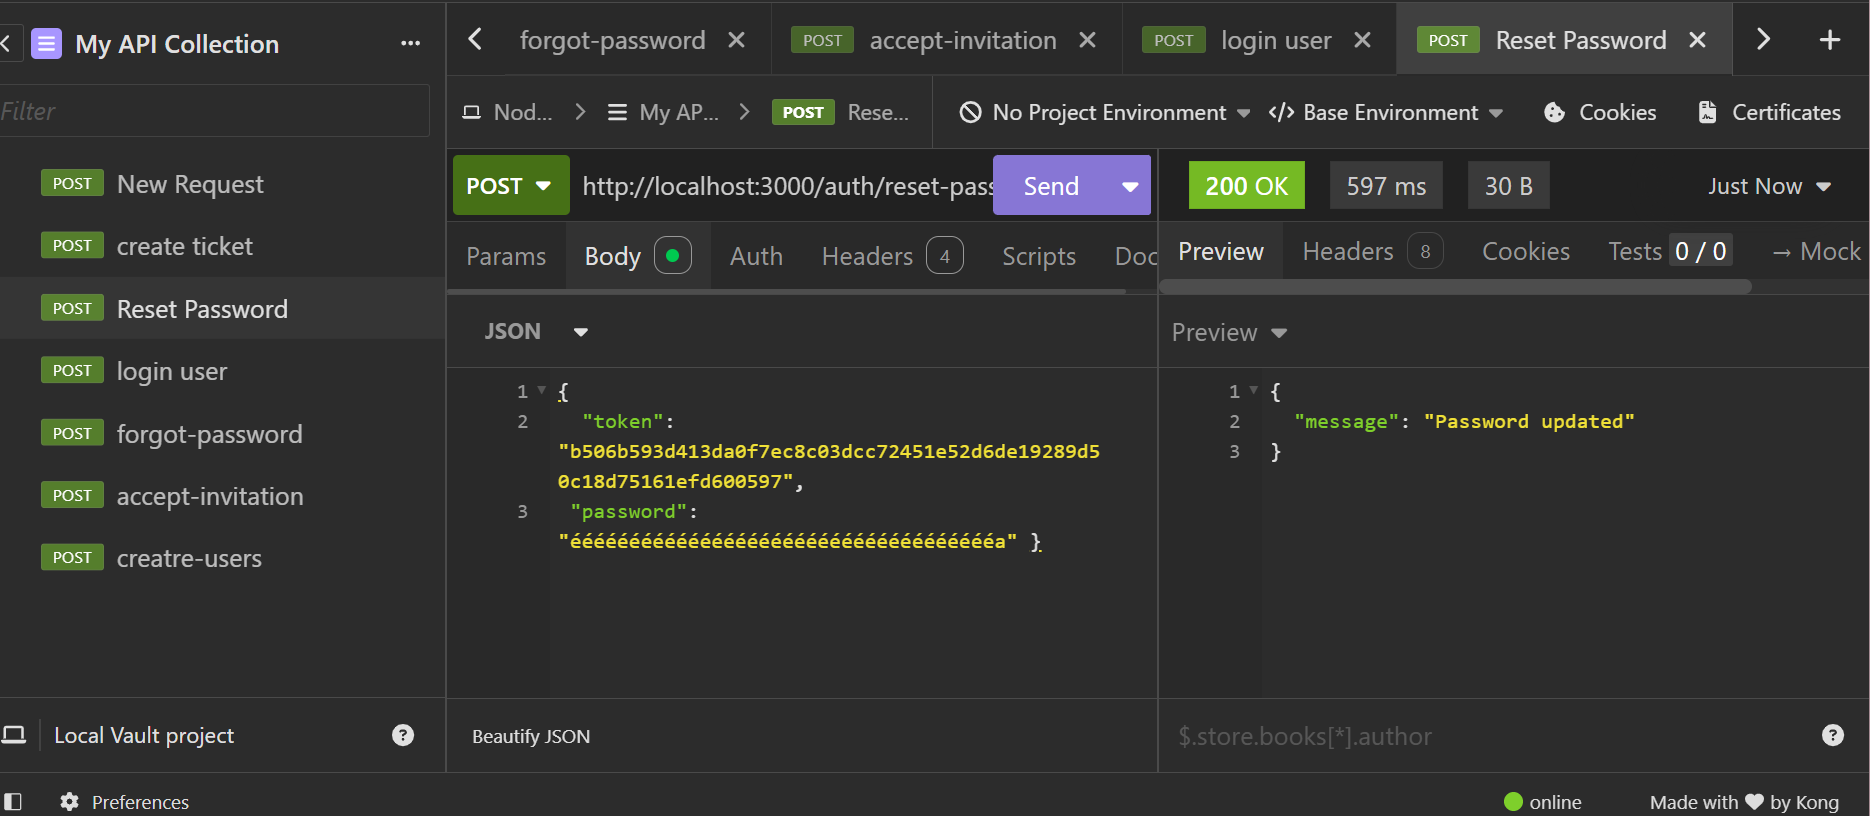 My API Collection
Filter
POST New Request
POST create ticket
POST Reset Password
POST login user
POST forgot-password
POST accept-invitation
POST creatre-users
Local Vault project
Preferences
forgot-password
POST accept-invitation
POST login user
POST Reset Password
Nod... My AP... POST Rese...
No Project Environment Base Environment Cookies Certificates
POST http://localhost:3000/auth/reset-pass Send
Params Body Auth Headers 4 Scripts Doc
JSON
1 {
2 "token":
"b506b593d413da0f7ec8c03dcc72451e52d6de19289d5
0c18d75161efd600597",
3 "password":
"ééééééééééééééééééééééééééééééééééééa" }
Beautify JSON
200 OK 597 ms 30 B Just Now
Preview Headers 8 Cookies Tests 0 / 0 → Mock
Preview
1 {
2 "message": "Password updated"
3 }
$.store.books[*].author
online Made with ❤ by Kong